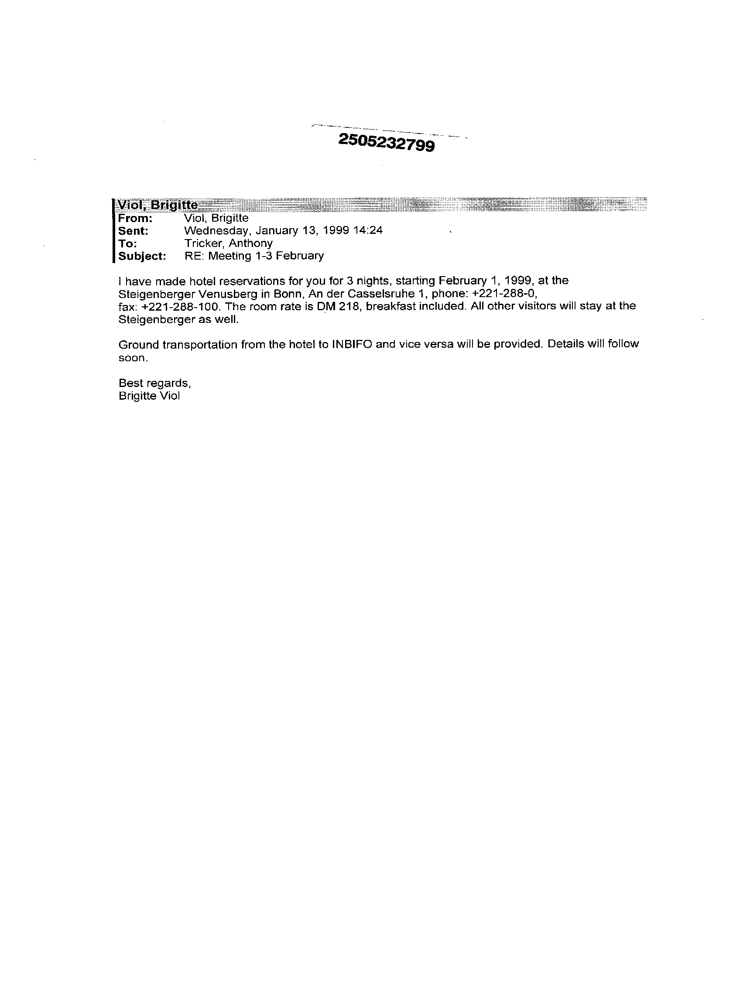 2505232799
Viol, Brigitte
From: Viol, Brigitte
Sent: Wednesday, January 13, 1999 14:24
To: Tricker, Anthony
Subject: RE: Meeting 1-3 February
I have made hotel reservations for you for 3 nights, starting February 1, 1999, at the
Steigenberger Venusberg in Bonn, An der Casselsruhe 1, phone: +221-288-0,
fax: +221-288-100. The room rate is DM 218, breakfast included. All other visitors will stay at the
Steigenberger as well.
Ground transportation from the hotel to INBIFO and vice versa will be provided. Details will follow
soon.
Best regards,
Brigitte Viol